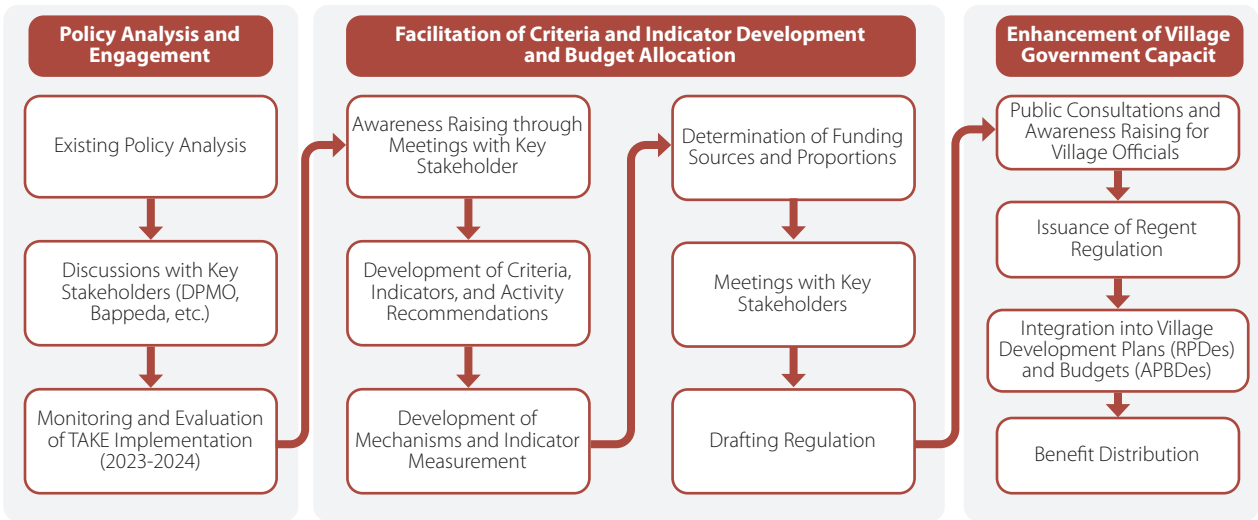 Policy Analysis and
Engagement
Existing Policy Analysis
Discussions with Key
Stakeholders (DPMO,
Bappeda, etc.)
Monitoring and Evaluation
of TAKE Implementation
(2023-2024)
Facilitation of Criteria and Indicator Development
and Budget Allocation
Awareness Raising through
Meetings with Key
Stakeholder
Development of Criteria,
Indicators, and Activity
Recommendations
Development of
Mechanisms and Indicator
Measurement
Determination of Funding
Sources and Proportions
Meetings with Key
Stakeholders
Drafting Regulation
Enhancement of Village
Government Capacit
Public Consultations and
Awareness Raising for
Village Officials
Issuance of Regent
Regulation
Integration into Village
Development Plans (RPDes)
and Budgets (APBDes)
Benefit Distribution